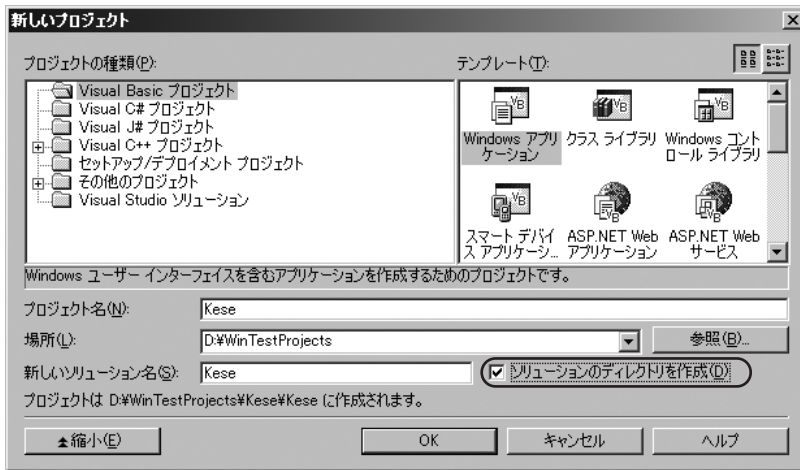 新しいプロジェクト
プロジェクトの種類(P):
Visual Basic プロジェクト
Visual C# プロジェクト
Visual J# プロジェクト
Visual C++ プロジェクト
セットアップ/デプロイメント プロジェクト
その他のプロジェクト
Visual Studio ソリューション
テンプレート(T):
Windows アプリ
ケーション
クラス ライブラリ
Windows コント
ロール ライブラリ
スマート デバイ
ス アプリケーシ...
ASP.NET Web
アプリケーション
ASP.NET Web
サービス
Windows ユーザー インターフェイスを含むアプリケーションを作成するためのプロジェクトです。
プロジェクト名(N):
Kese
場所(L):
D:¥WinTestProjects
参照(B)...
新しいソリューション名(S):
Kese
ソリューションのディレクトリを作成(D)
プロジェクトは D:¥WinTestProjects¥Kese¥Kese に作成されます。
縮小(E)
OK
キャンセル
ヘルプ